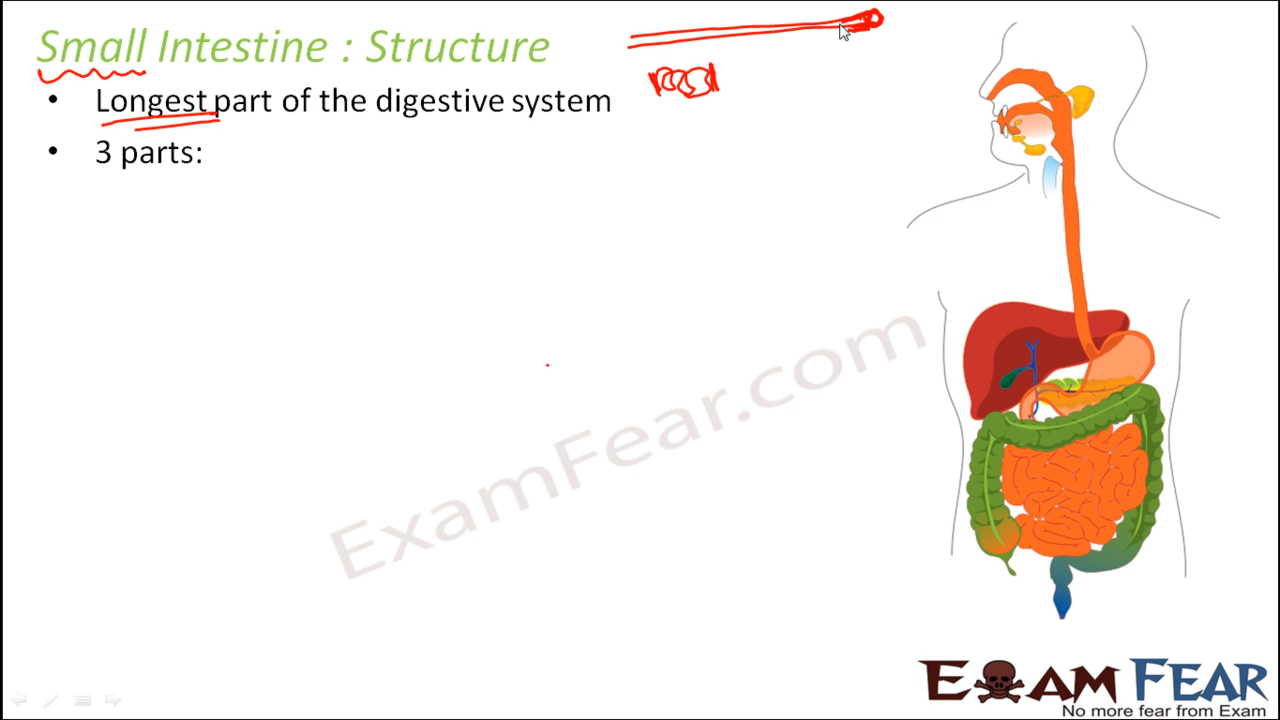 Small Intestine : Structure
• Longest part of the digestive system
• 3 parts:
ExamFear.com
EXAM FEAR
No more fear from Exam